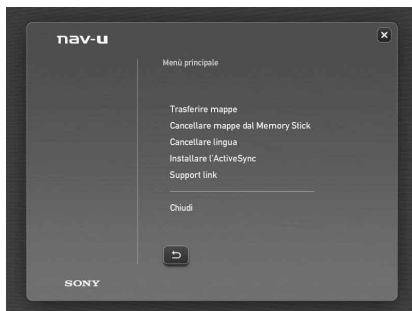 nav-u
Menù principale
Trasferire mappe
Cancellare mappe dal Memory Stick
Cancellare lingua
Installare l'ActiveSync
Support link
Chiudi
SONY